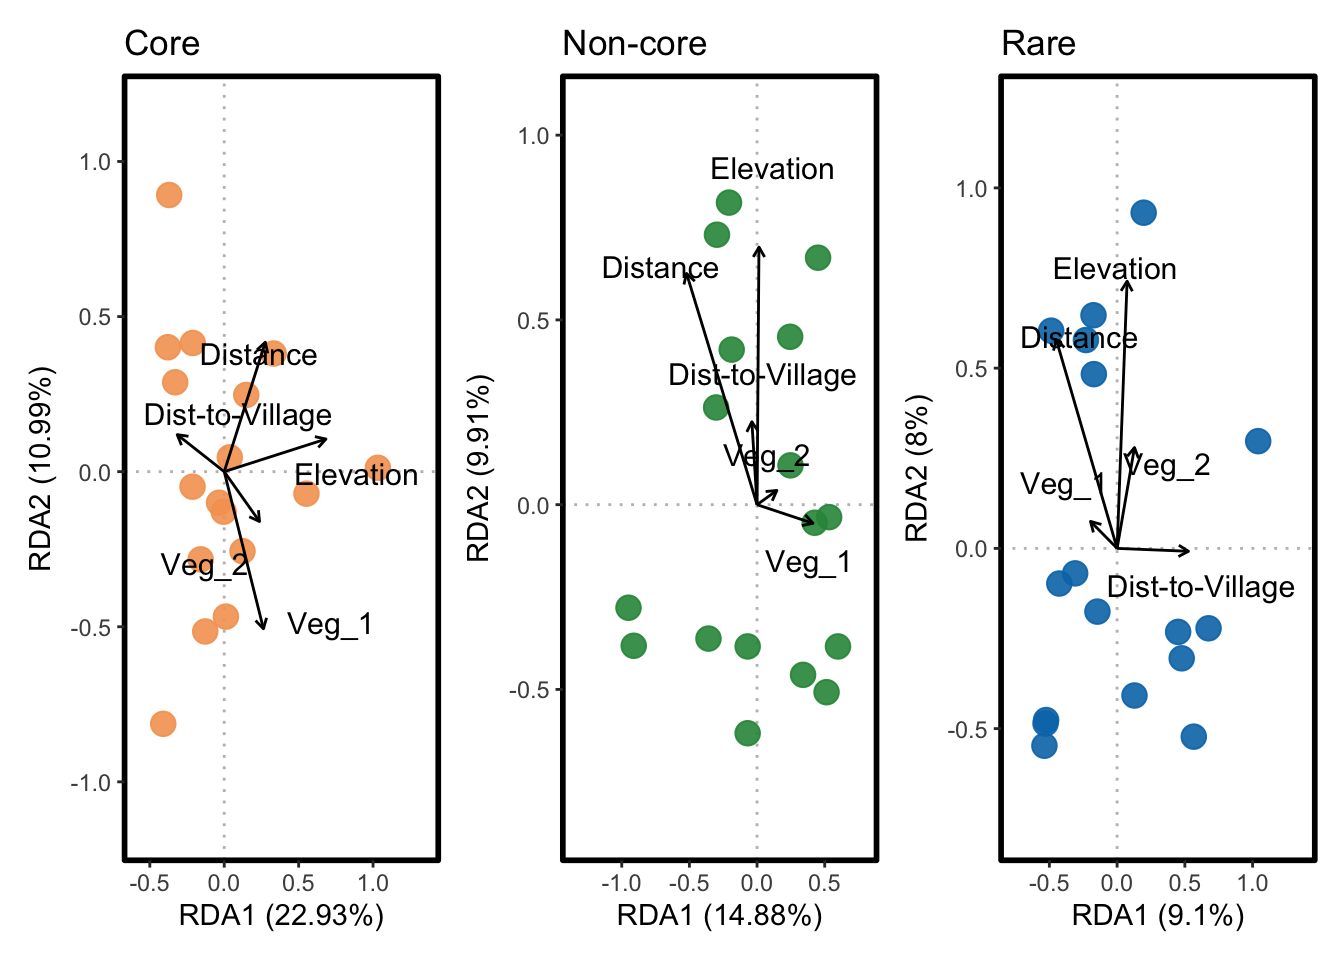 Core
1.0
0.5
0.0
-0.5
-1.0
RDA2 (10.99%)
Distance
Dist-to-Village
Elevation
Veg_2
Veg_1
-0.5 0.0 0.5 1.0
RDA1 (22.93%)
Non-core
1.0
0.5
0.0
-0.5
RDA2 (9.91%)
Elevation
Distance
Dist-to-Village
Veg_2
Veg_1
-1.0 -0.5 0.0 0.5
RDA1 (14.88%)
Rare
1.0
0.5
0.0
-0.5
RDA2 (8%)
Elevation
Distance
Veg_2
Veg_1
Dist-to-Village
-0.5 0.0 0.5 1.0
RDA1 (9.1%)